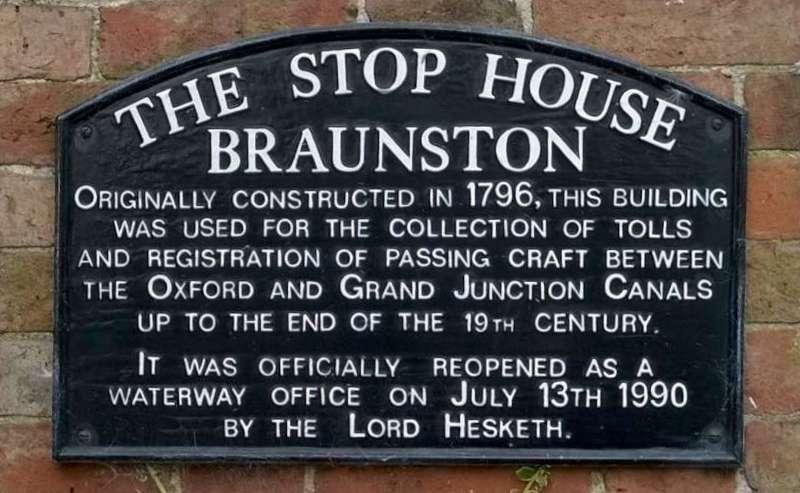 THE STOP HOUSE
BRAUNSTON
ORIGINALLY CONSTRUCTED IN 1796, THIS BUILDING
WAS USED FOR THE COLLECTION OF TOLLS
AND REGISTRATION OF PASSING CRAFT BETWEEN
THE OXFORD AND GRAND JUNCTION CANALS
UP TO THE END OF THE 19TH CENTURY.
IT WAS OFFICIALLY REOPENED AS A
WATERWAY OFFICE ON JULY 13TH 1990
BY THE LORD HESKETH.